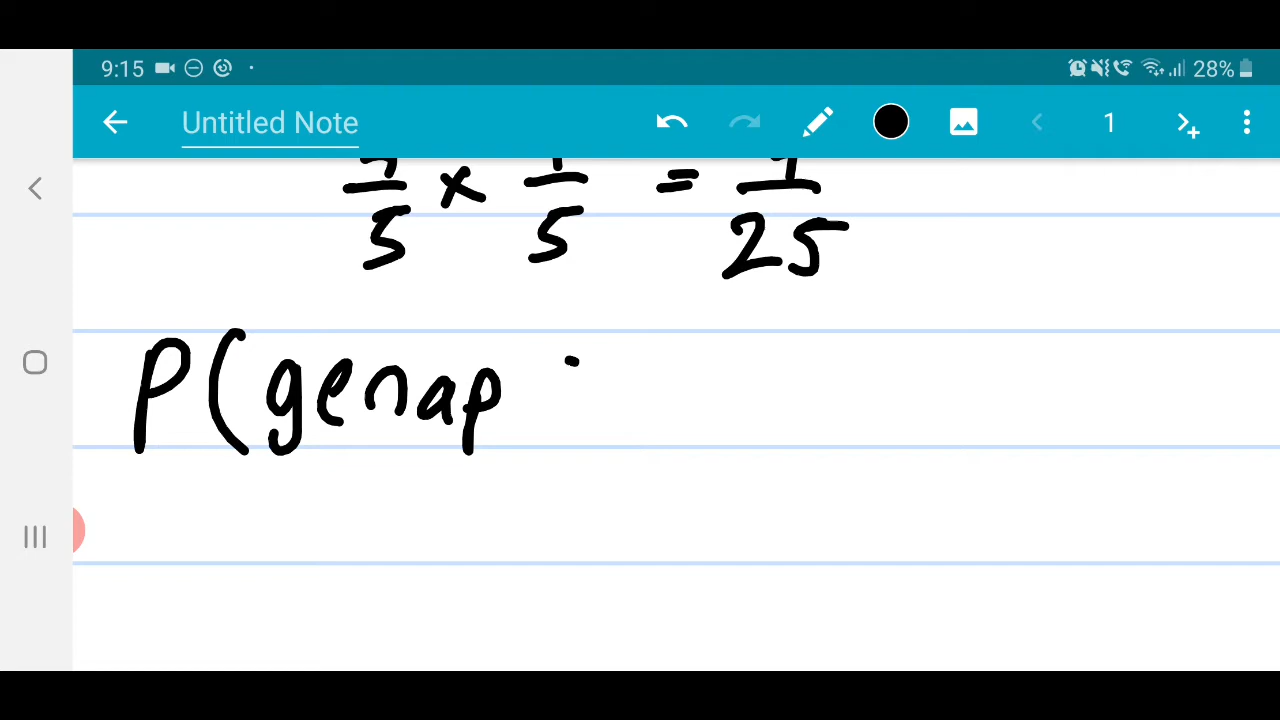 9:15 28%
Untitled Note 1
× =
5 5 25
P(genap